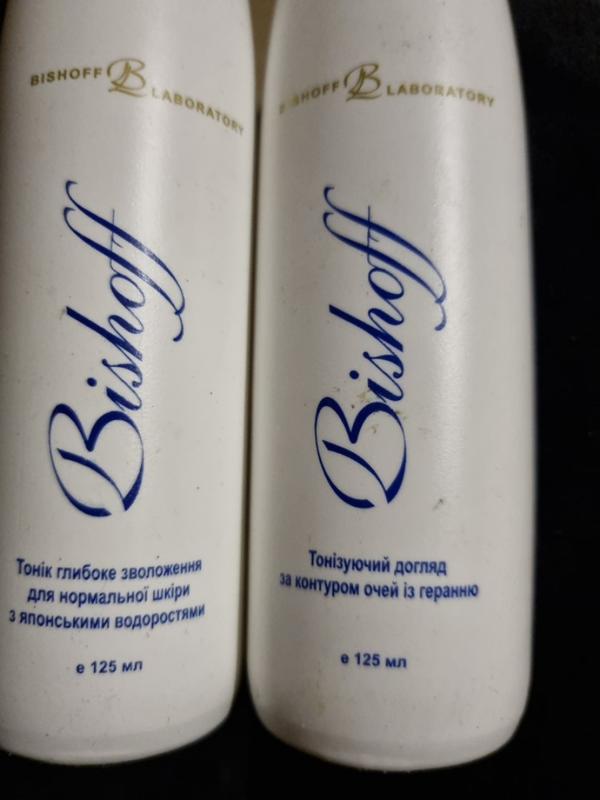 BISHOFF B LABORATORY
Bishoff
Тонік глибоке зволоження
для нормальної шкіри
з японськими водоростями
e 125 мл
BISHOFF B LABORATORY
Bishoff
Тонізуючий догляд
за контуром очей із геранню
e 125 мл